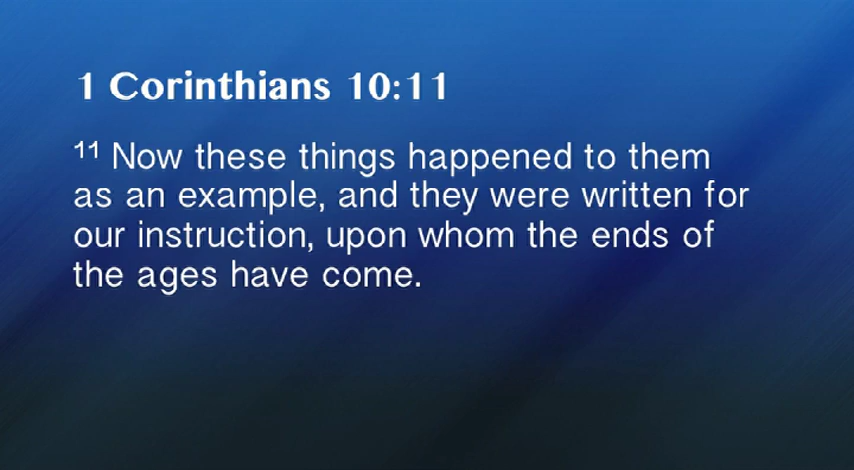 1 Corinthians 10:11
¹¹ Now these things happened to them
as an example, and they were written for
our instruction, upon whom the ends of
the ages have come.